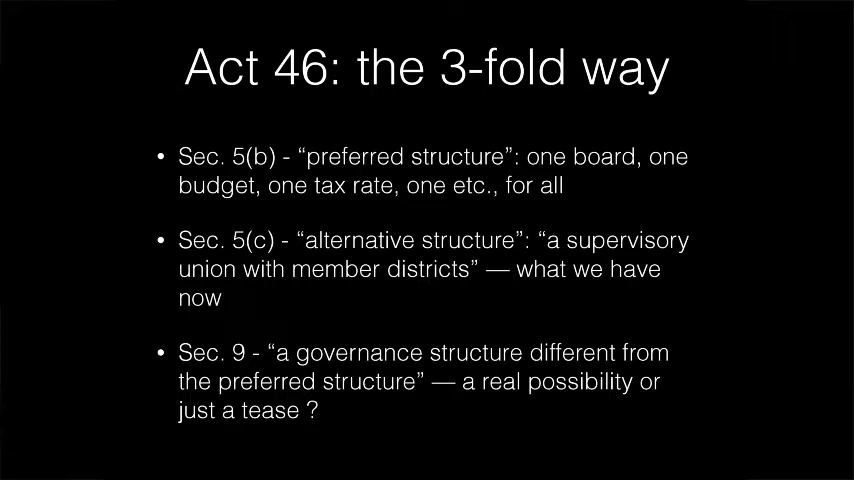 Act 46: the 3-fold way
• Sec. 5(b) - “preferred structure”: one board, one
budget, one tax rate, one etc., for all
• Sec. 5(c) - “alternative structure”: “a supervisory
union with member districts” — what we have
now
• Sec. 9 - “a governance structure different from
the preferred structure” — a real possibility or
just a tease ?